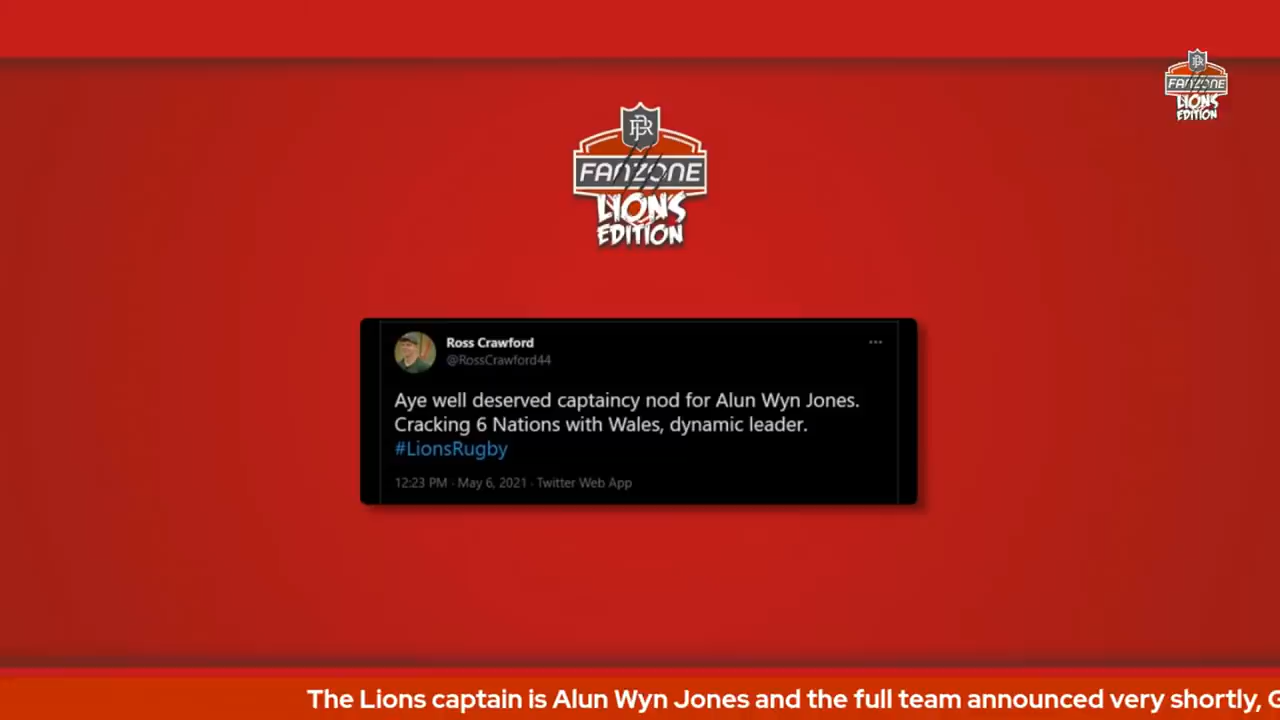 FANZONE
LIONS
EDITION
FANZONE
LIONS
EDITION
Ross Crawford
@RossCrawford44
Aye well deserved captaincy nod for Alun Wyn Jones.
Cracking 6 Nations with Wales, dynamic leader.
#LionsRugby
12:23 PM · May 6, 2021 · Twitter Web App
The Lions captain is Alun Wyn Jones and the full team announced very shortly,